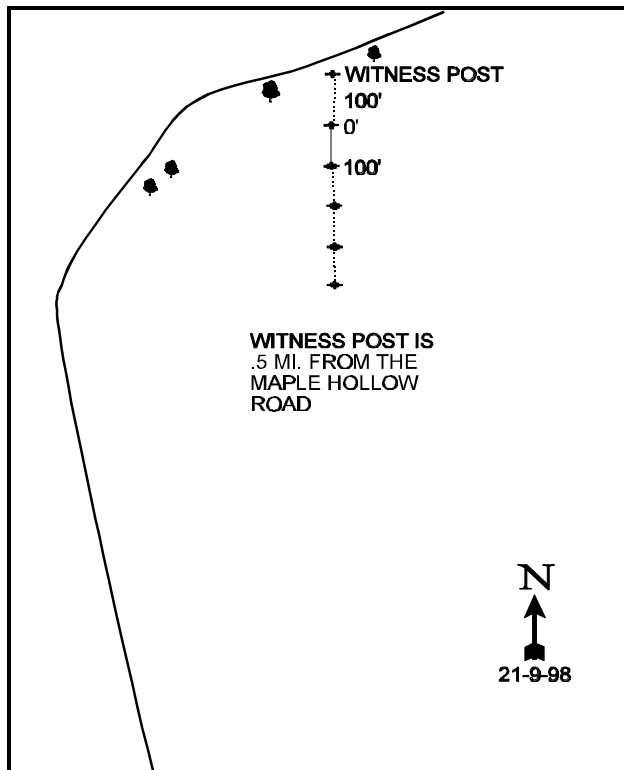 WITNESS POST
100'
0'
100'
WITNESS POST IS
.5 MI. FROM THE
MAPLE HOLLOW
ROAD
N
21-9-98